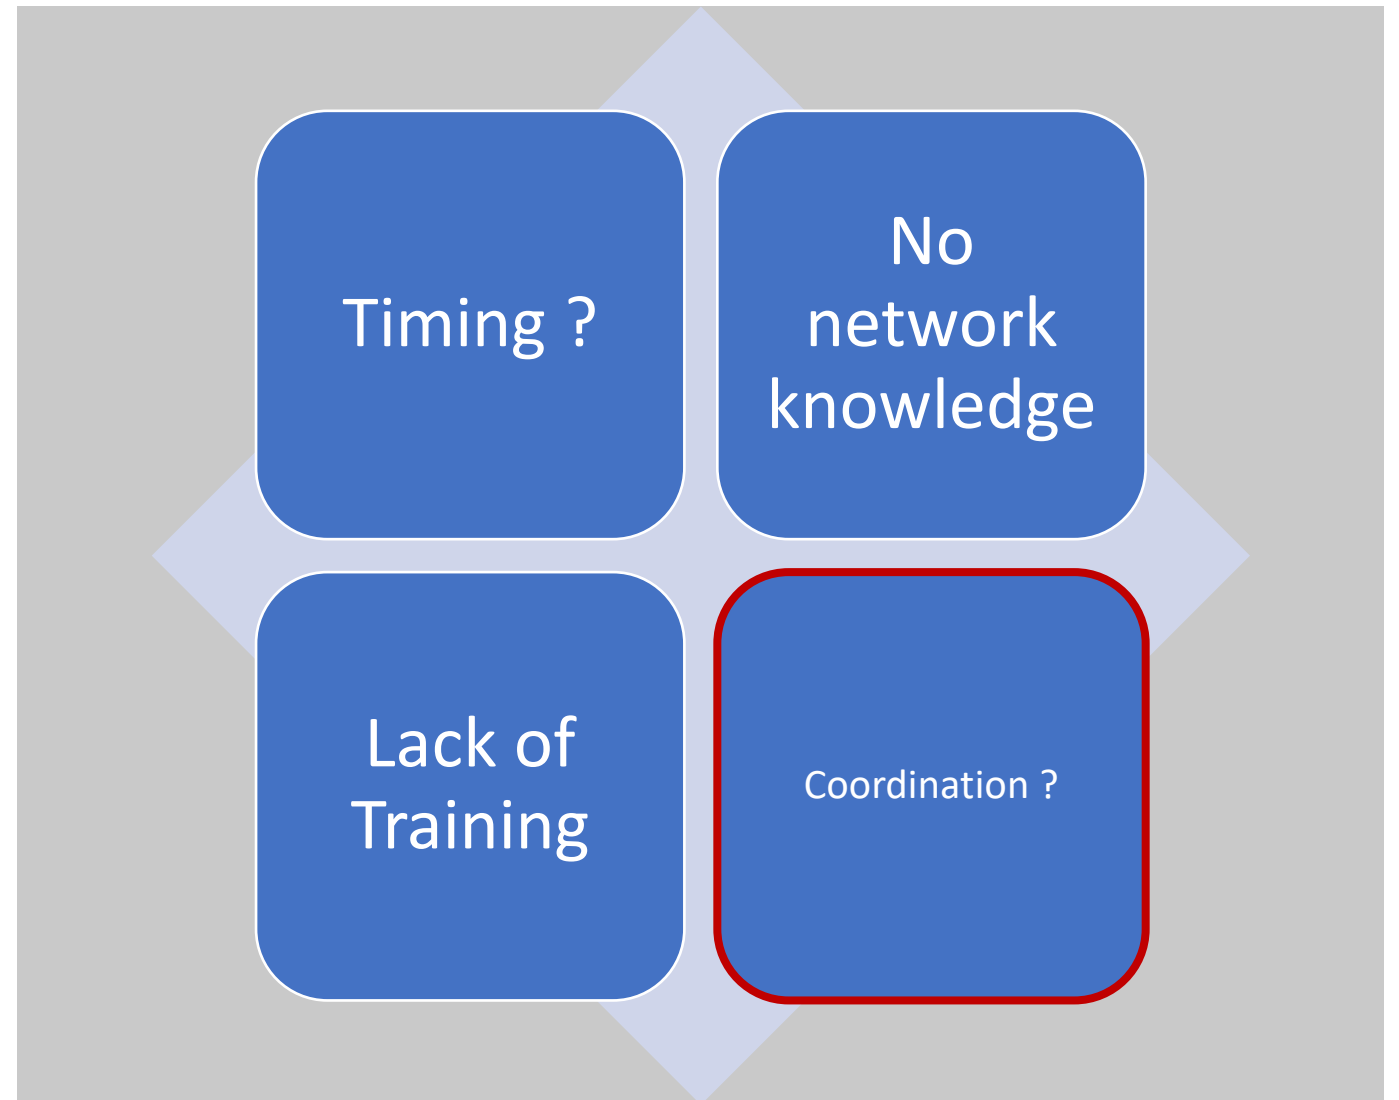 Timing ?
No
network
knowledge
Lack of
Training
Coordination ?